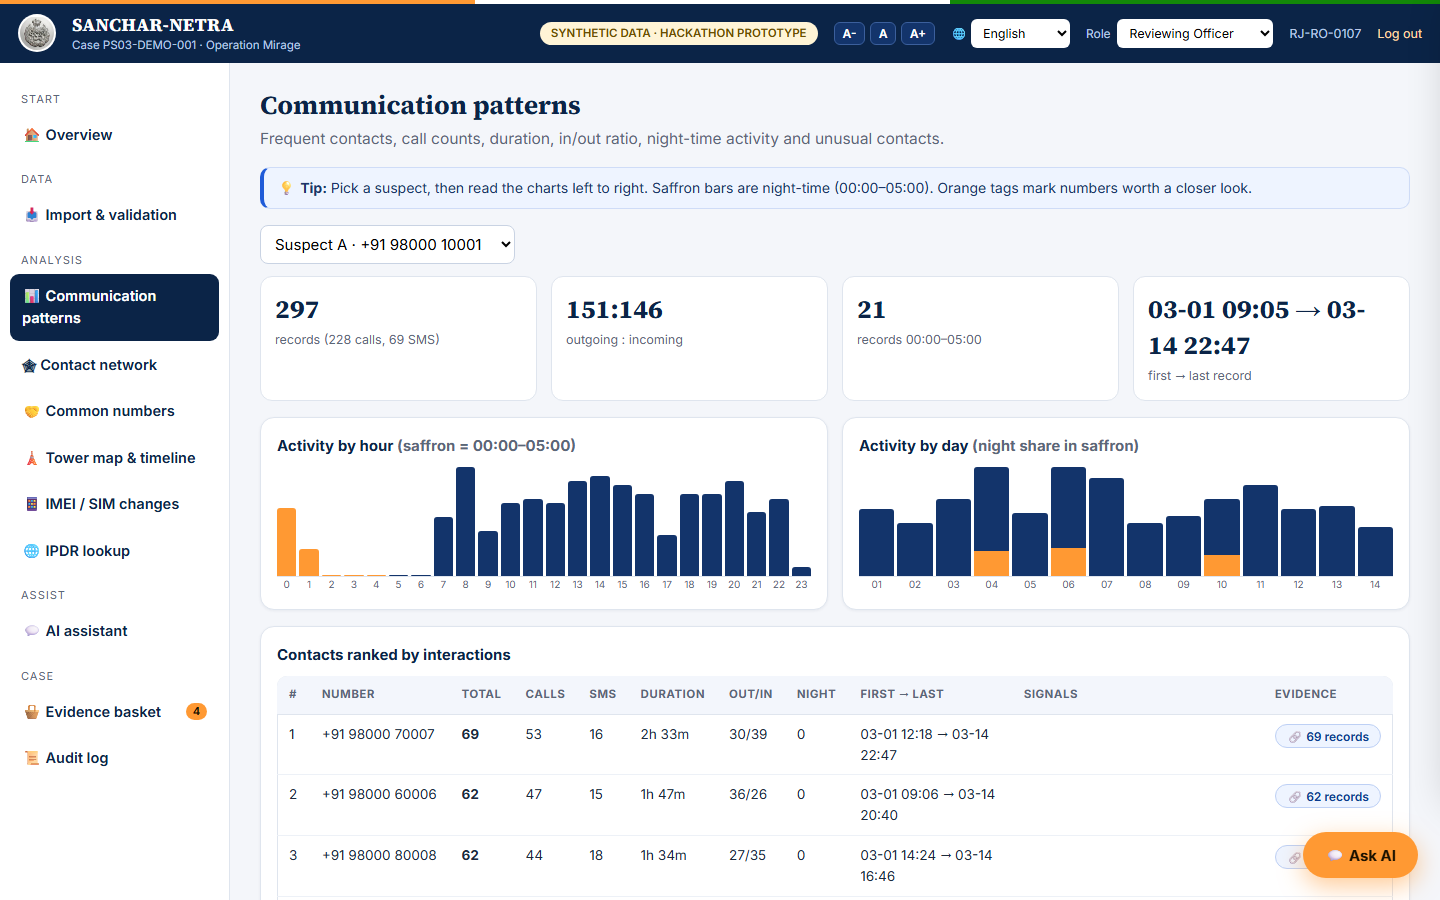 SANCHAR-NETRA
Case PS03-DEMO-001 · Operation Mirage
SYNTHETIC DATA · HACKATHON PROTOTYPE
A-
A
A+
English
Role
Reviewing Officer
RJ-RO-0107
Log out
START
Overview
DATA
Import & validation
ANALYSIS
Communication
patterns
Contact network
Common numbers
Tower map & timeline
IMEI / SIM changes
IPDR lookup
ASSIST
AI assistant
CASE
Evidence basket 4
Audit log
Communication patterns
Frequent contacts, call counts, duration, in/out ratio, night-time activity and unusual contacts.
Tip: Pick a suspect, then read the charts left to right. Saffron bars are night-time (00:00–05:00). Orange tags mark numbers worth a closer look.
Suspect A · +91 98000 10001
297
records (228 calls, 69 SMS)
151:146
outgoing : incoming
21
records 00:00–05:00
03-01 09:05 → 03-
14 22:47
first → last record
Activity by hour (saffron = 00:00–05:00)
0 1 2 3 4 5 6 7 8 9 10 11 12 13 14 15 16 17 18 19 20 21 22 23
Activity by day (night share in saffron)
01 02 03 04 05 06 07 08 09 10 11 12 13 14
Contacts ranked by interactions
# NUMBER TOTAL CALLS SMS DURATION OUT/IN NIGHT FIRST → LAST SIGNALS EVIDENCE
1 +91 98000 70007 69 53 16 2h 33m 30/39 0 03-01 12:18 → 03-14 69 records
22:47
2 +91 98000 60006 62 47 15 1h 47m 36/26 0 03-01 09:06 → 03-14 62 records
20:40
3 +91 98000 80008 62 44 18 1h 34m 27/35 0 03-01 14:24 → 03-14
16:46
Ask AI